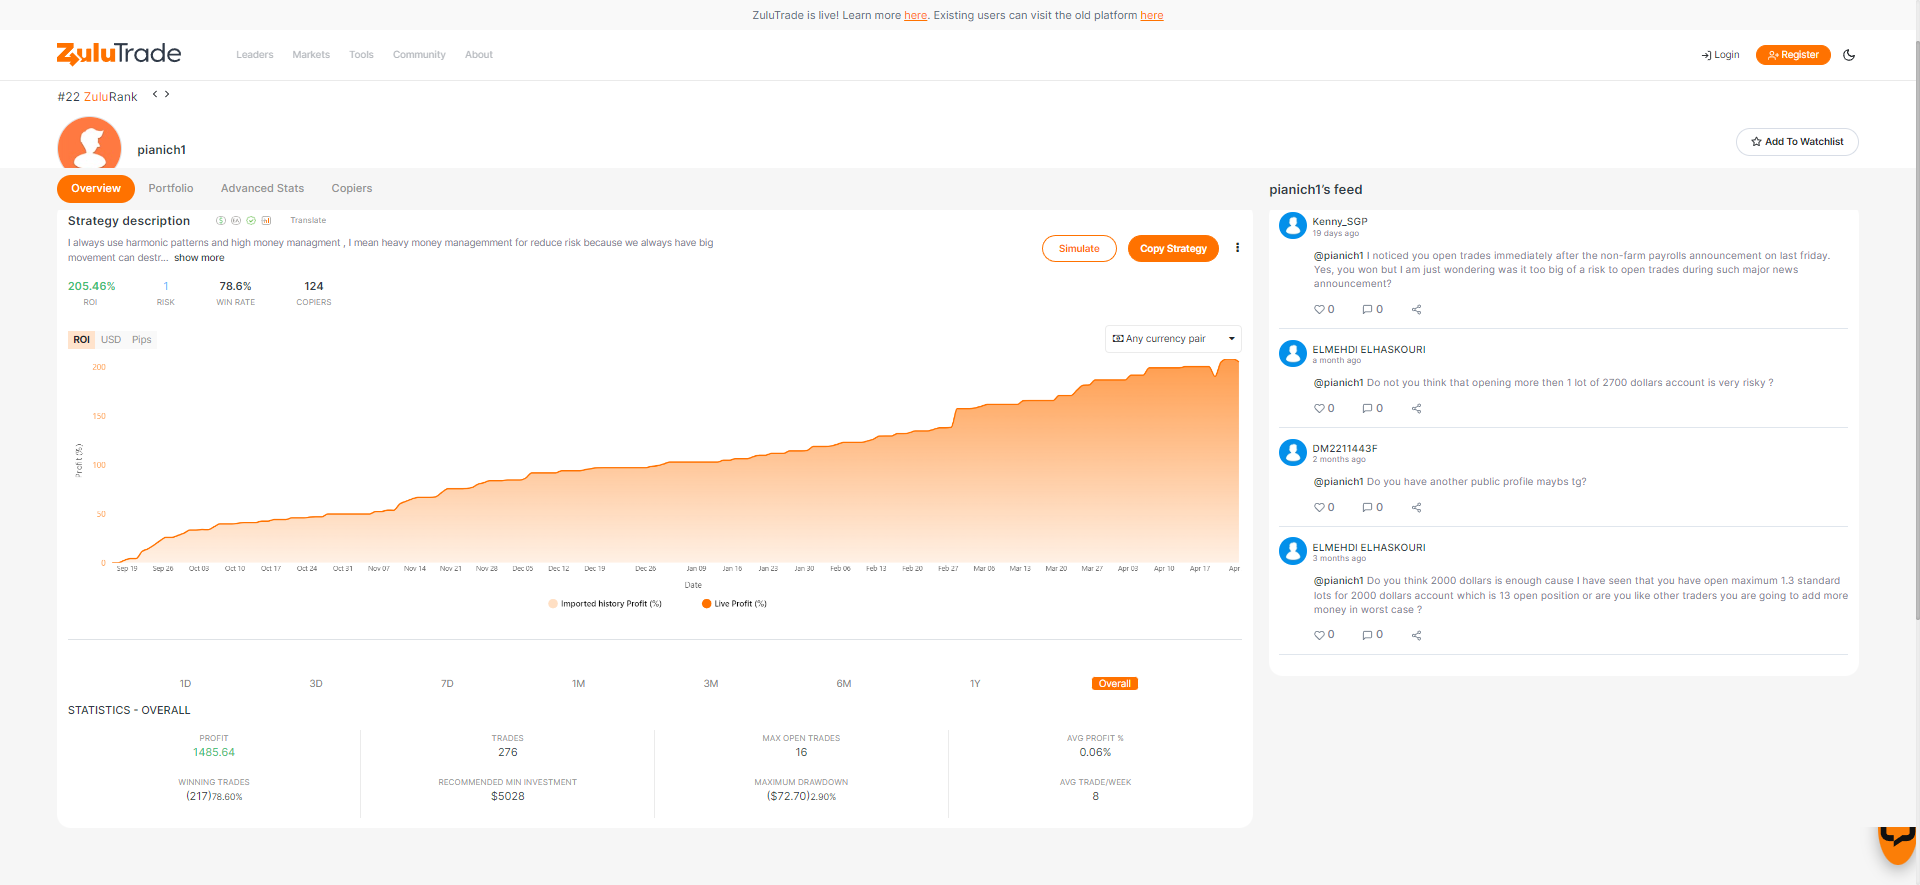 ZuluTrade is live! Learn more here. Existing users can visit the old platform here
ZuluTrade
Leaders Markets Tools Community About
Login Register
#22 ZuluRank < >
pianich1
Add To Watchlist
Overview Portfolio Advanced Stats Copiers
Strategy description Translate
I always use harmonic patterns and high money managment , I mean heavy money managemment for reduce risk because we always have big
movement can destr... show more
Simulate Copy Strategy
205.46% 1 78.6% 124
ROI RISK WIN RATE COPIERS
ROI USD Pips
Any currency pair
200
150
100
50
0
Profit (%)
Sep 19 Sep 26 Oct 03 Oct 10 Oct 17 Oct 24 Oct 31 Nov 07 Nov 14 Nov 21 Nov 28 Dec 05 Dec 12 Dec 19 Dec 26 Jan 09 Jan 16 Jan 23 Jan 30 Feb 06 Feb 13 Feb 20 Feb 27 Mar 06 Mar 13 Mar 20 Mar 27 Apr 03 Apr 10 Apr 17 Apr
Date
Imported history Profit (%) Live Profit (%)
1D 3D 7D 1M 3M 6M 1Y Overall
STATISTICS - OVERALL
PROFIT TRADES MAX OPEN TRADES AVG PROFIT %
1485.64 276 16 0.06%
WINNING TRADES RECOMMENDED MIN INVESTMENT MAXIMUM DRAWDOWN AVG TRADE/WEEK
(217)78.60% $5028 ($72.70)2.90% 8
pianich1's feed
Kenny_SGP
19 days ago
@pianich1 I noticed you open trades immediately after the non-farm payrolls announcement on last friday.
Yes, you won but I am just wondering was it too big of a risk to open trades during such major news
announcement?
0 0
ELMEHDI ELHASKOURI
a month ago
@pianich1 Do not you think that opening more then 1 lot of 2700 dollars account is very risky ?
0 0
DM2211443F
2 months ago
@pianich1 Do you have another public profile maybs tg?
0 0
ELMEHDI ELHASKOURI
3 months ago
@pianich1 Do you think 2000 dollars is enough cause I have seen that you have open maximum 1.3 standard
lots for 2000 dollars account which is 13 open position or are you like other traders you are going to add more
money in worst case ?
0 0